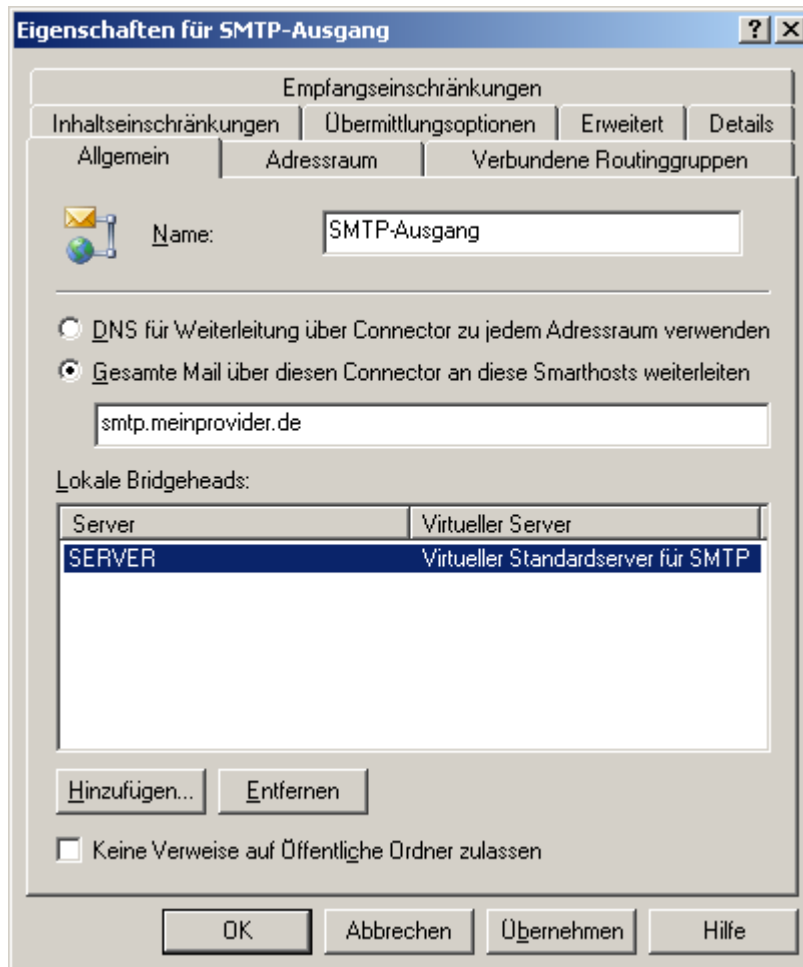 Eigenschaften für SMTP-Ausgang
Empfangseinschränkungen
Inhaltseinschränkungen Übermittlungsoptionen Erweitert Details
Allgemein Adressraum Verbundene Routinggruppen
Name: SMTP-Ausgang
DNS für Weiterleitung über Connector zu jedem Adressraum verwenden
Gesamte Mail über diesen Connector an diese Smarthosts weiterleiten
smtp.meinprovider.de
Lokale Bridgeheads:
Server Virtueller Server
SERVER Virtueller Standardserver für SMTP
Hinzufügen... Entfernen
Keine Verweise auf Öffentliche Ordner zulassen
OK Abbrechen Übernehmen Hilfe